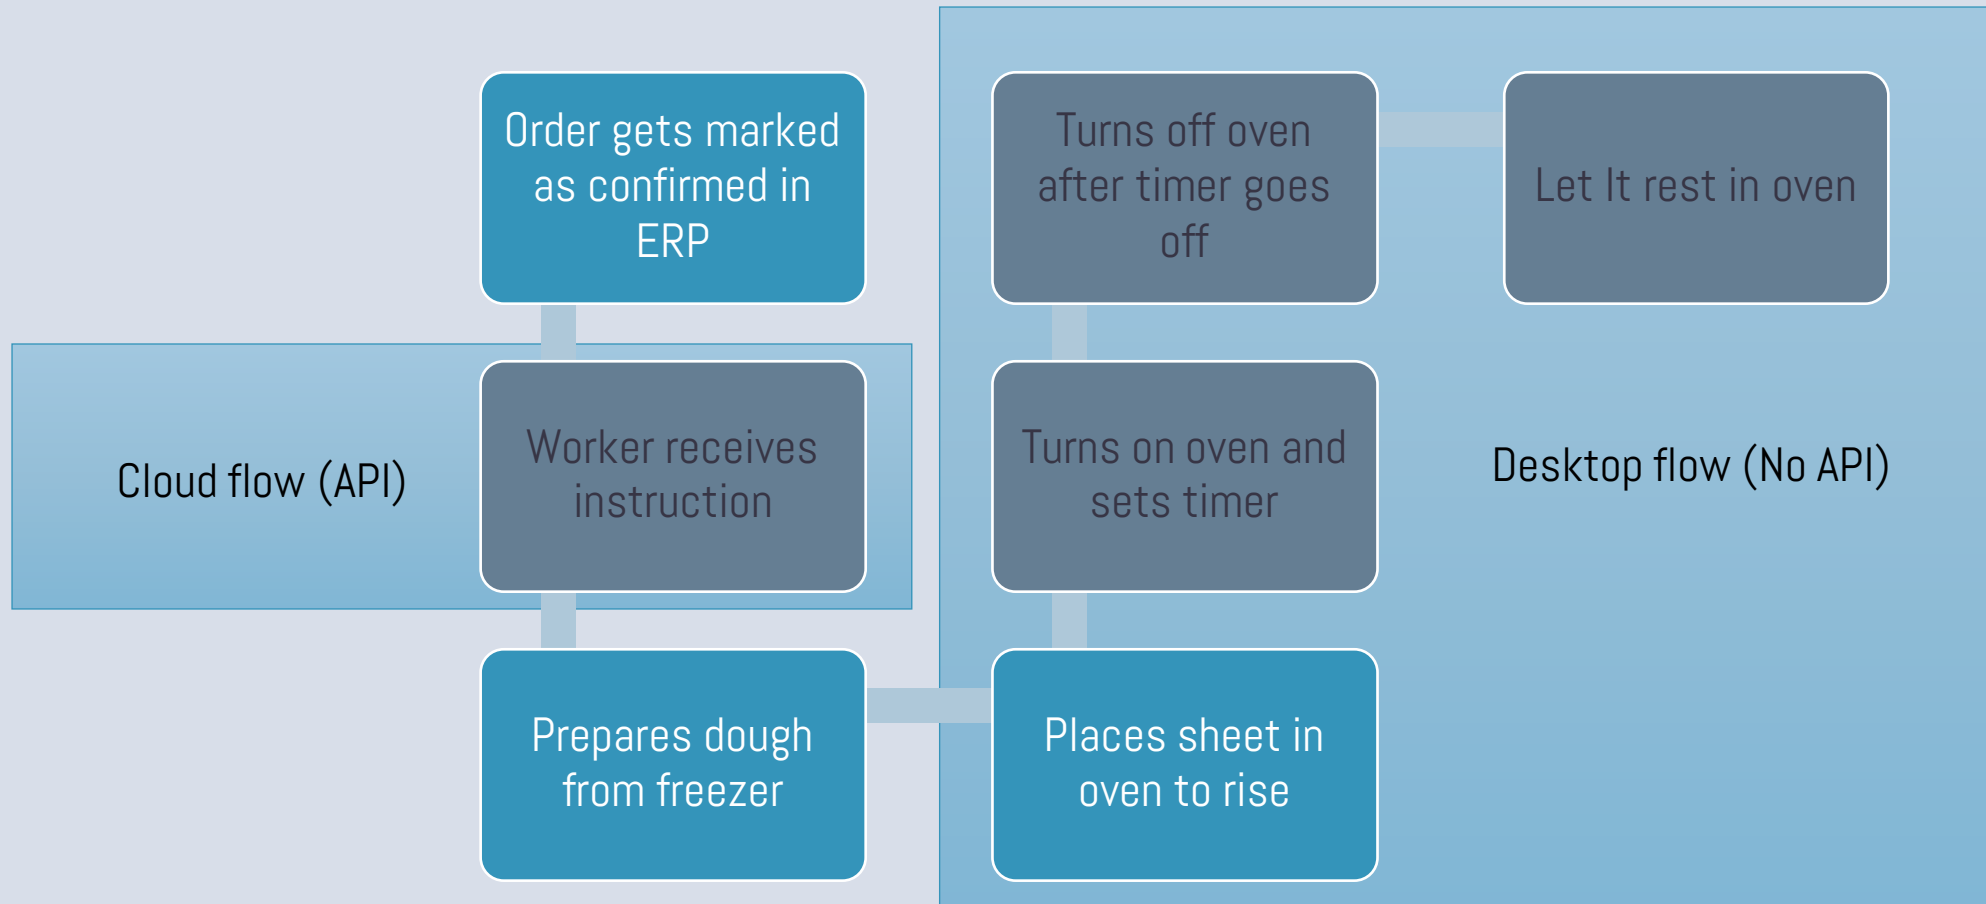 Order gets marked
as confirmed in
ERP
Cloud flow (API)
Worker receives
instruction
Prepares dough
from freezer
Places sheet in
oven to rise
Turns on oven and
sets timer
Turns off oven
after timer goes
off
Let It rest in oven
Desktop flow (No API)